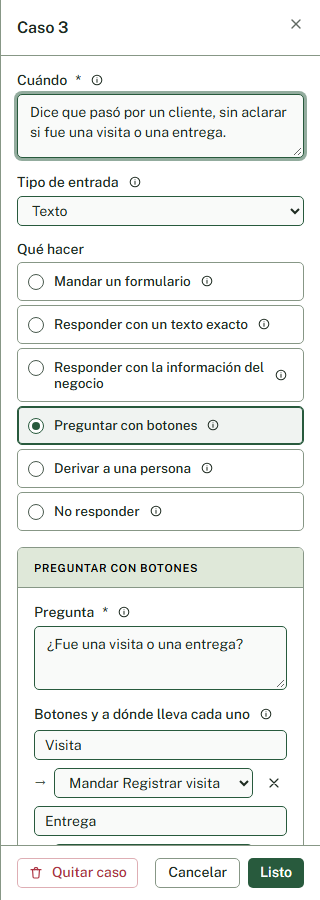 Caso 3
Cuándo *
Dice que pasó por un cliente, sin aclarar
si fue una visita o una entrega.
Tipo de entrada
Texto
Qué hacer
Mandar un formulario
Responder con un texto exacto
Responder con la información del
negocio
Preguntar con botones
Derivar a una persona
No responder
PREGUNTAR CON BOTONES
Pregunta *
¿Fue una visita o una entrega?
Botones y a dónde lleva cada uno
Visita
→ Mandar Registrar visita
Entrega
Quitar caso Cancelar Listo